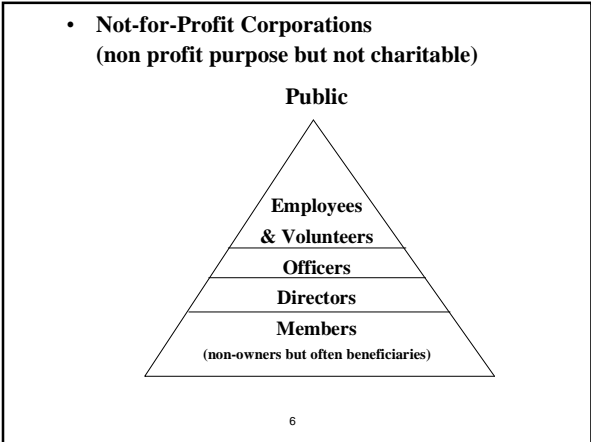 • Not-for-Profit Corporations
(non profit purpose but not charitable)
Public
Employees
& Volunteers
Officers
Directors
Members
(non-owners but often beneficiaries)
6